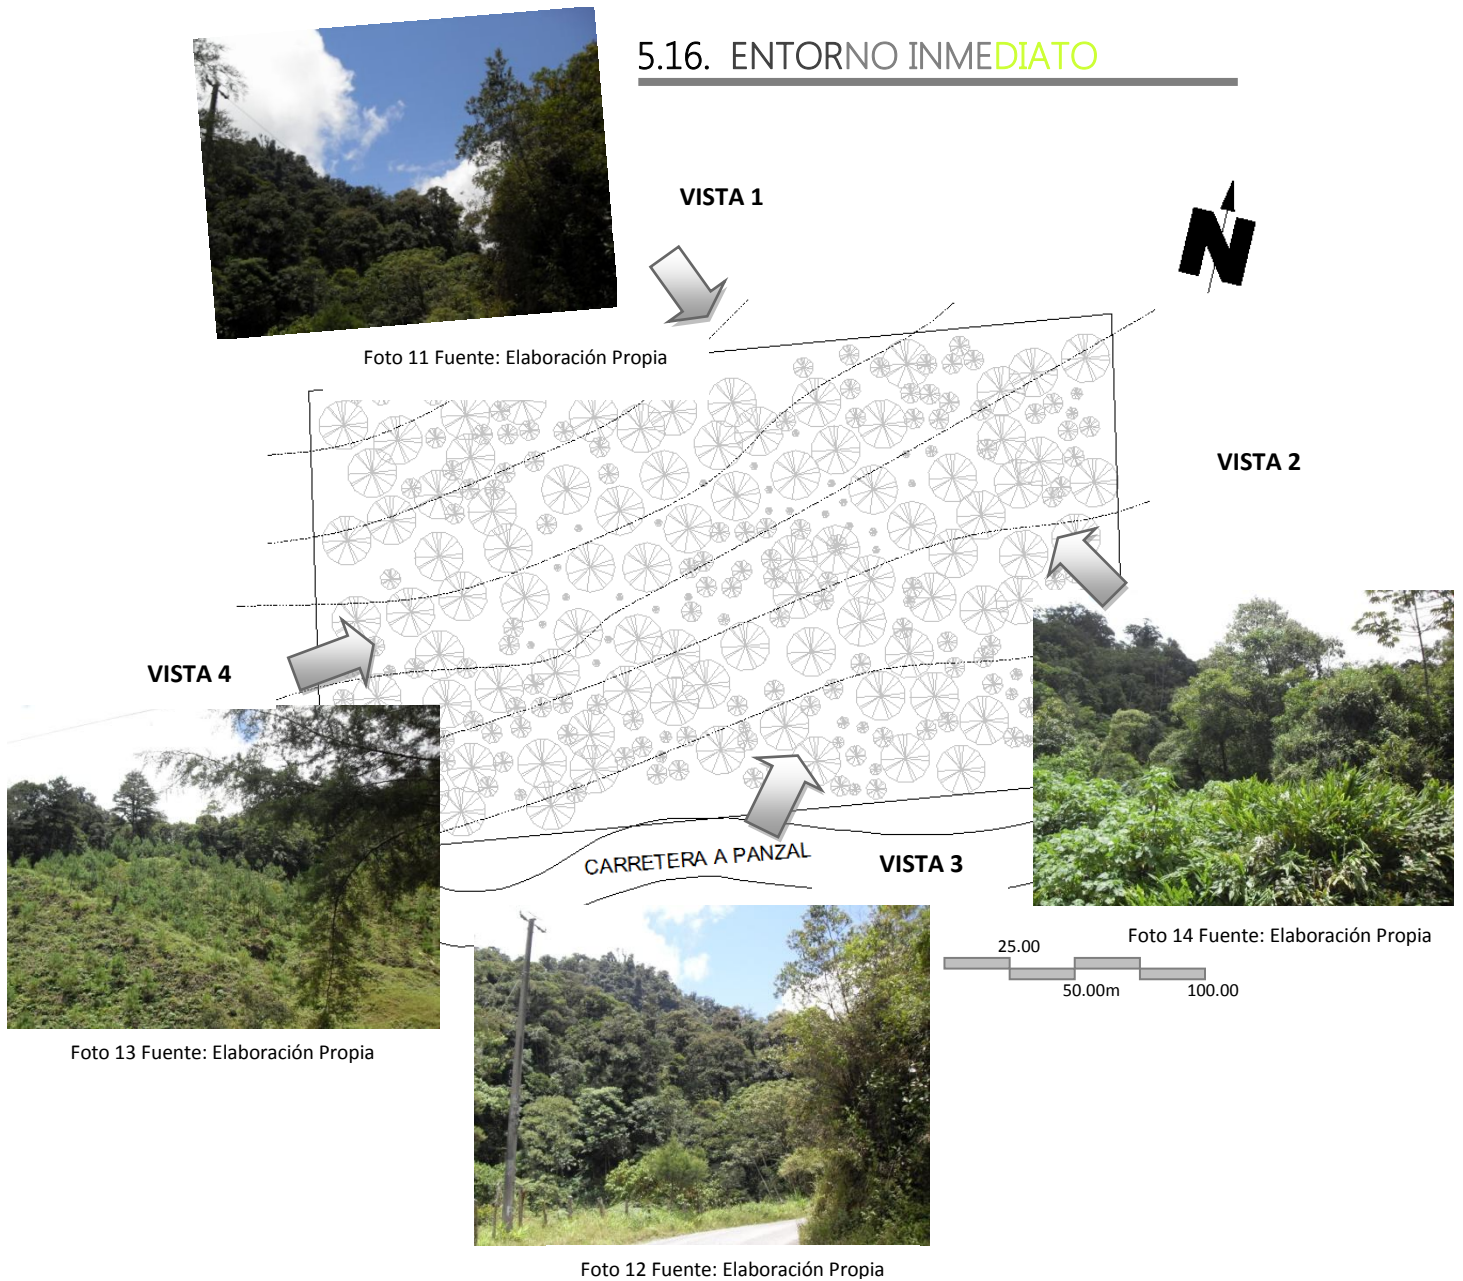 5.16. ENTORNO INMEDIATO
VISTA 1
N
Foto 11 Fuente: Elaboración Propia
VISTA 2
VISTA 4
CARRETERA A PANZAL
VISTA 3
Foto 14 Fuente: Elaboración Propia
25.00
50.00m
100.00
Foto 13 Fuente: Elaboración Propia
Foto 12 Fuente: Elaboración Propia